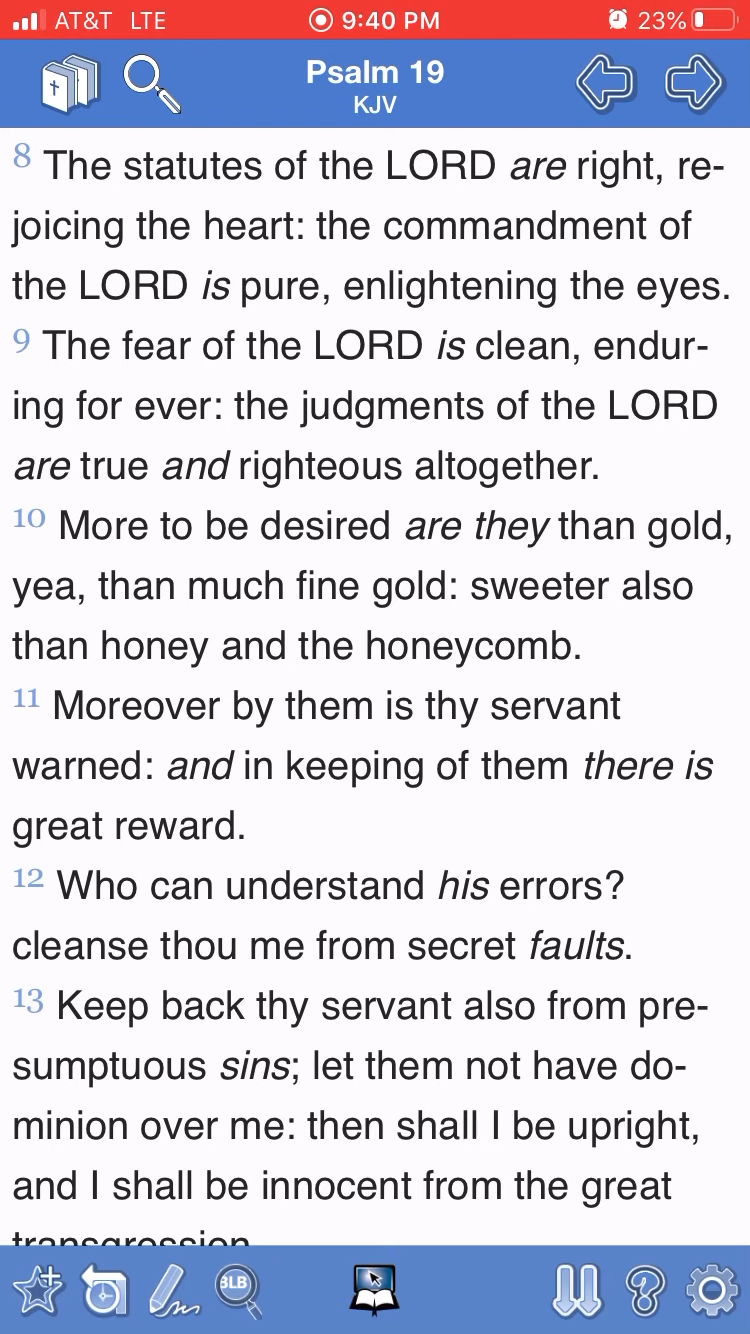 AT&T LTE 9:40 PM 23%
Psalm 19
KJV
8 The statutes of the LORD are right, re-
joicing the heart: the commandment of
the LORD is pure, enlightening the eyes.
9 The fear of the LORD is clean, endur-
ing for ever: the judgments of the LORD
are true and righteous altogether.
10 More to be desired are they than gold,
yea, than much fine gold: sweeter also
than honey and the honeycomb.
11 Moreover by them is thy servant
warned: and in keeping of them there is
great reward.
12 Who can understand his errors?
cleanse thou me from secret faults.
13 Keep back thy servant also from pre-
sumptuous sins; let them not have do-
minion over me: then shall I be upright,
and I shall be innocent from the great
transgression.
BLB